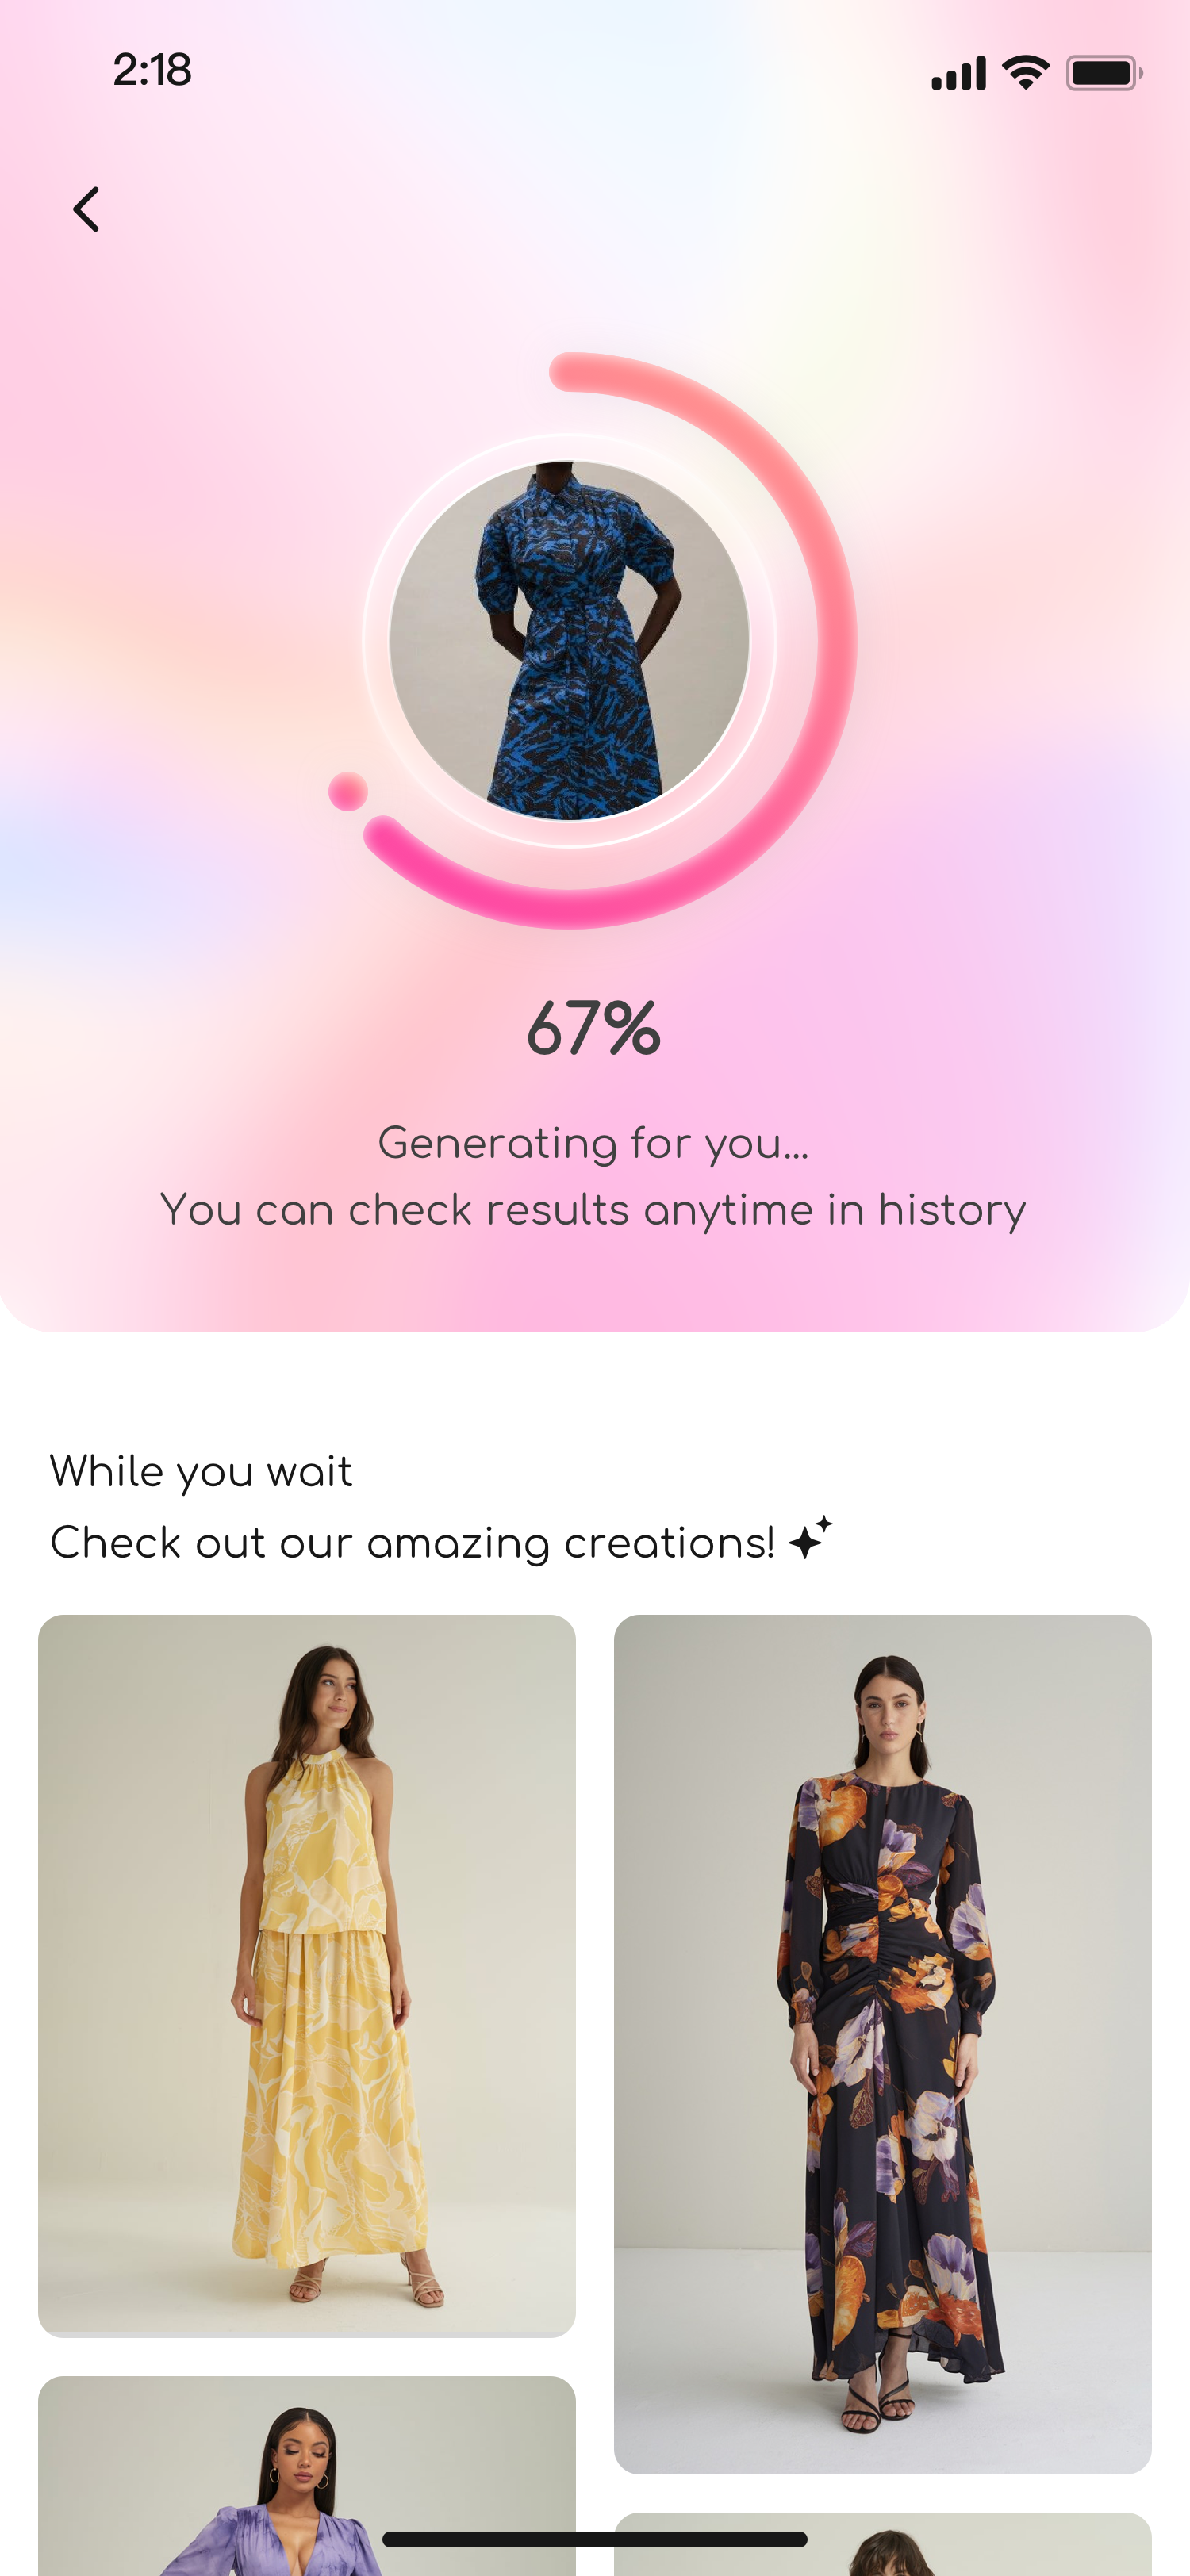 2:18
67%
Generating for you...
You can check results anytime in history
While you wait
Check out our amazing creations!